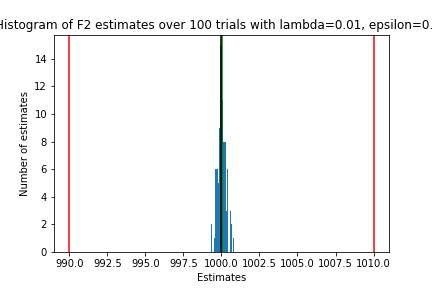 Histogram of F2 estimates over 100 trials with lambda=0.01, epsilon=0.
14
12
10
8
6
4
2
0
Number of estimates
990.0 992.5 995.0 997.5 1000.0 1002.5 1005.0 1007.5 1010.0
Estimates